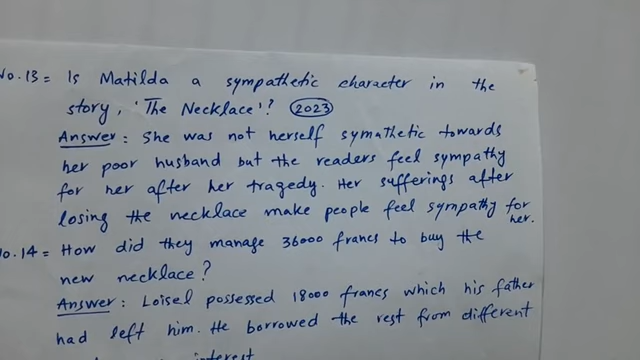 No. 13 = Is Matilda a sympathetic character in the
story, 'The Necklace'? 2023
Answer : She was not herself symathetic towards
her poor husband but the readers feel sympathy
for her after her tragedy. Her sufferings after
losing the necklace make people feel sympathy for
her.
No. 14 = How did they manage 36000 francs to buy the
new necklace?
Answer : Loisel possessed 18000 francs which his father
had left him. He borrowed the rest from different
interest